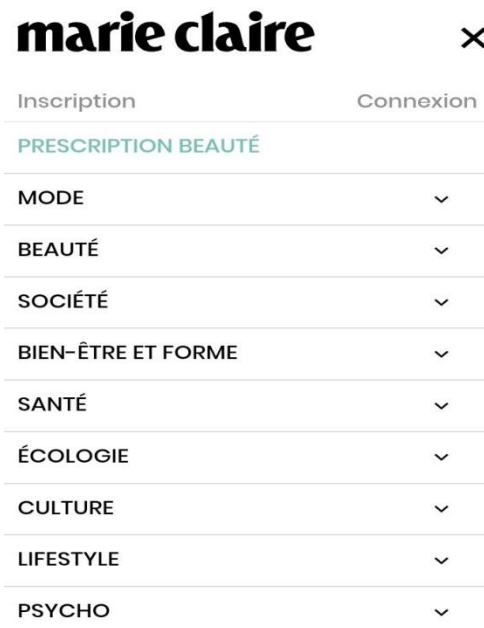 marie claire
Inscription Connexion
PRESCRIPTION BEAUTÉ
MODE
BEAUTÉ
SOCIÉTÉ
BIEN-ÊTRE ET FORME
SANTÉ
ÉCOLOGIE
CULTURE
LIFESTYLE
PSYCHO